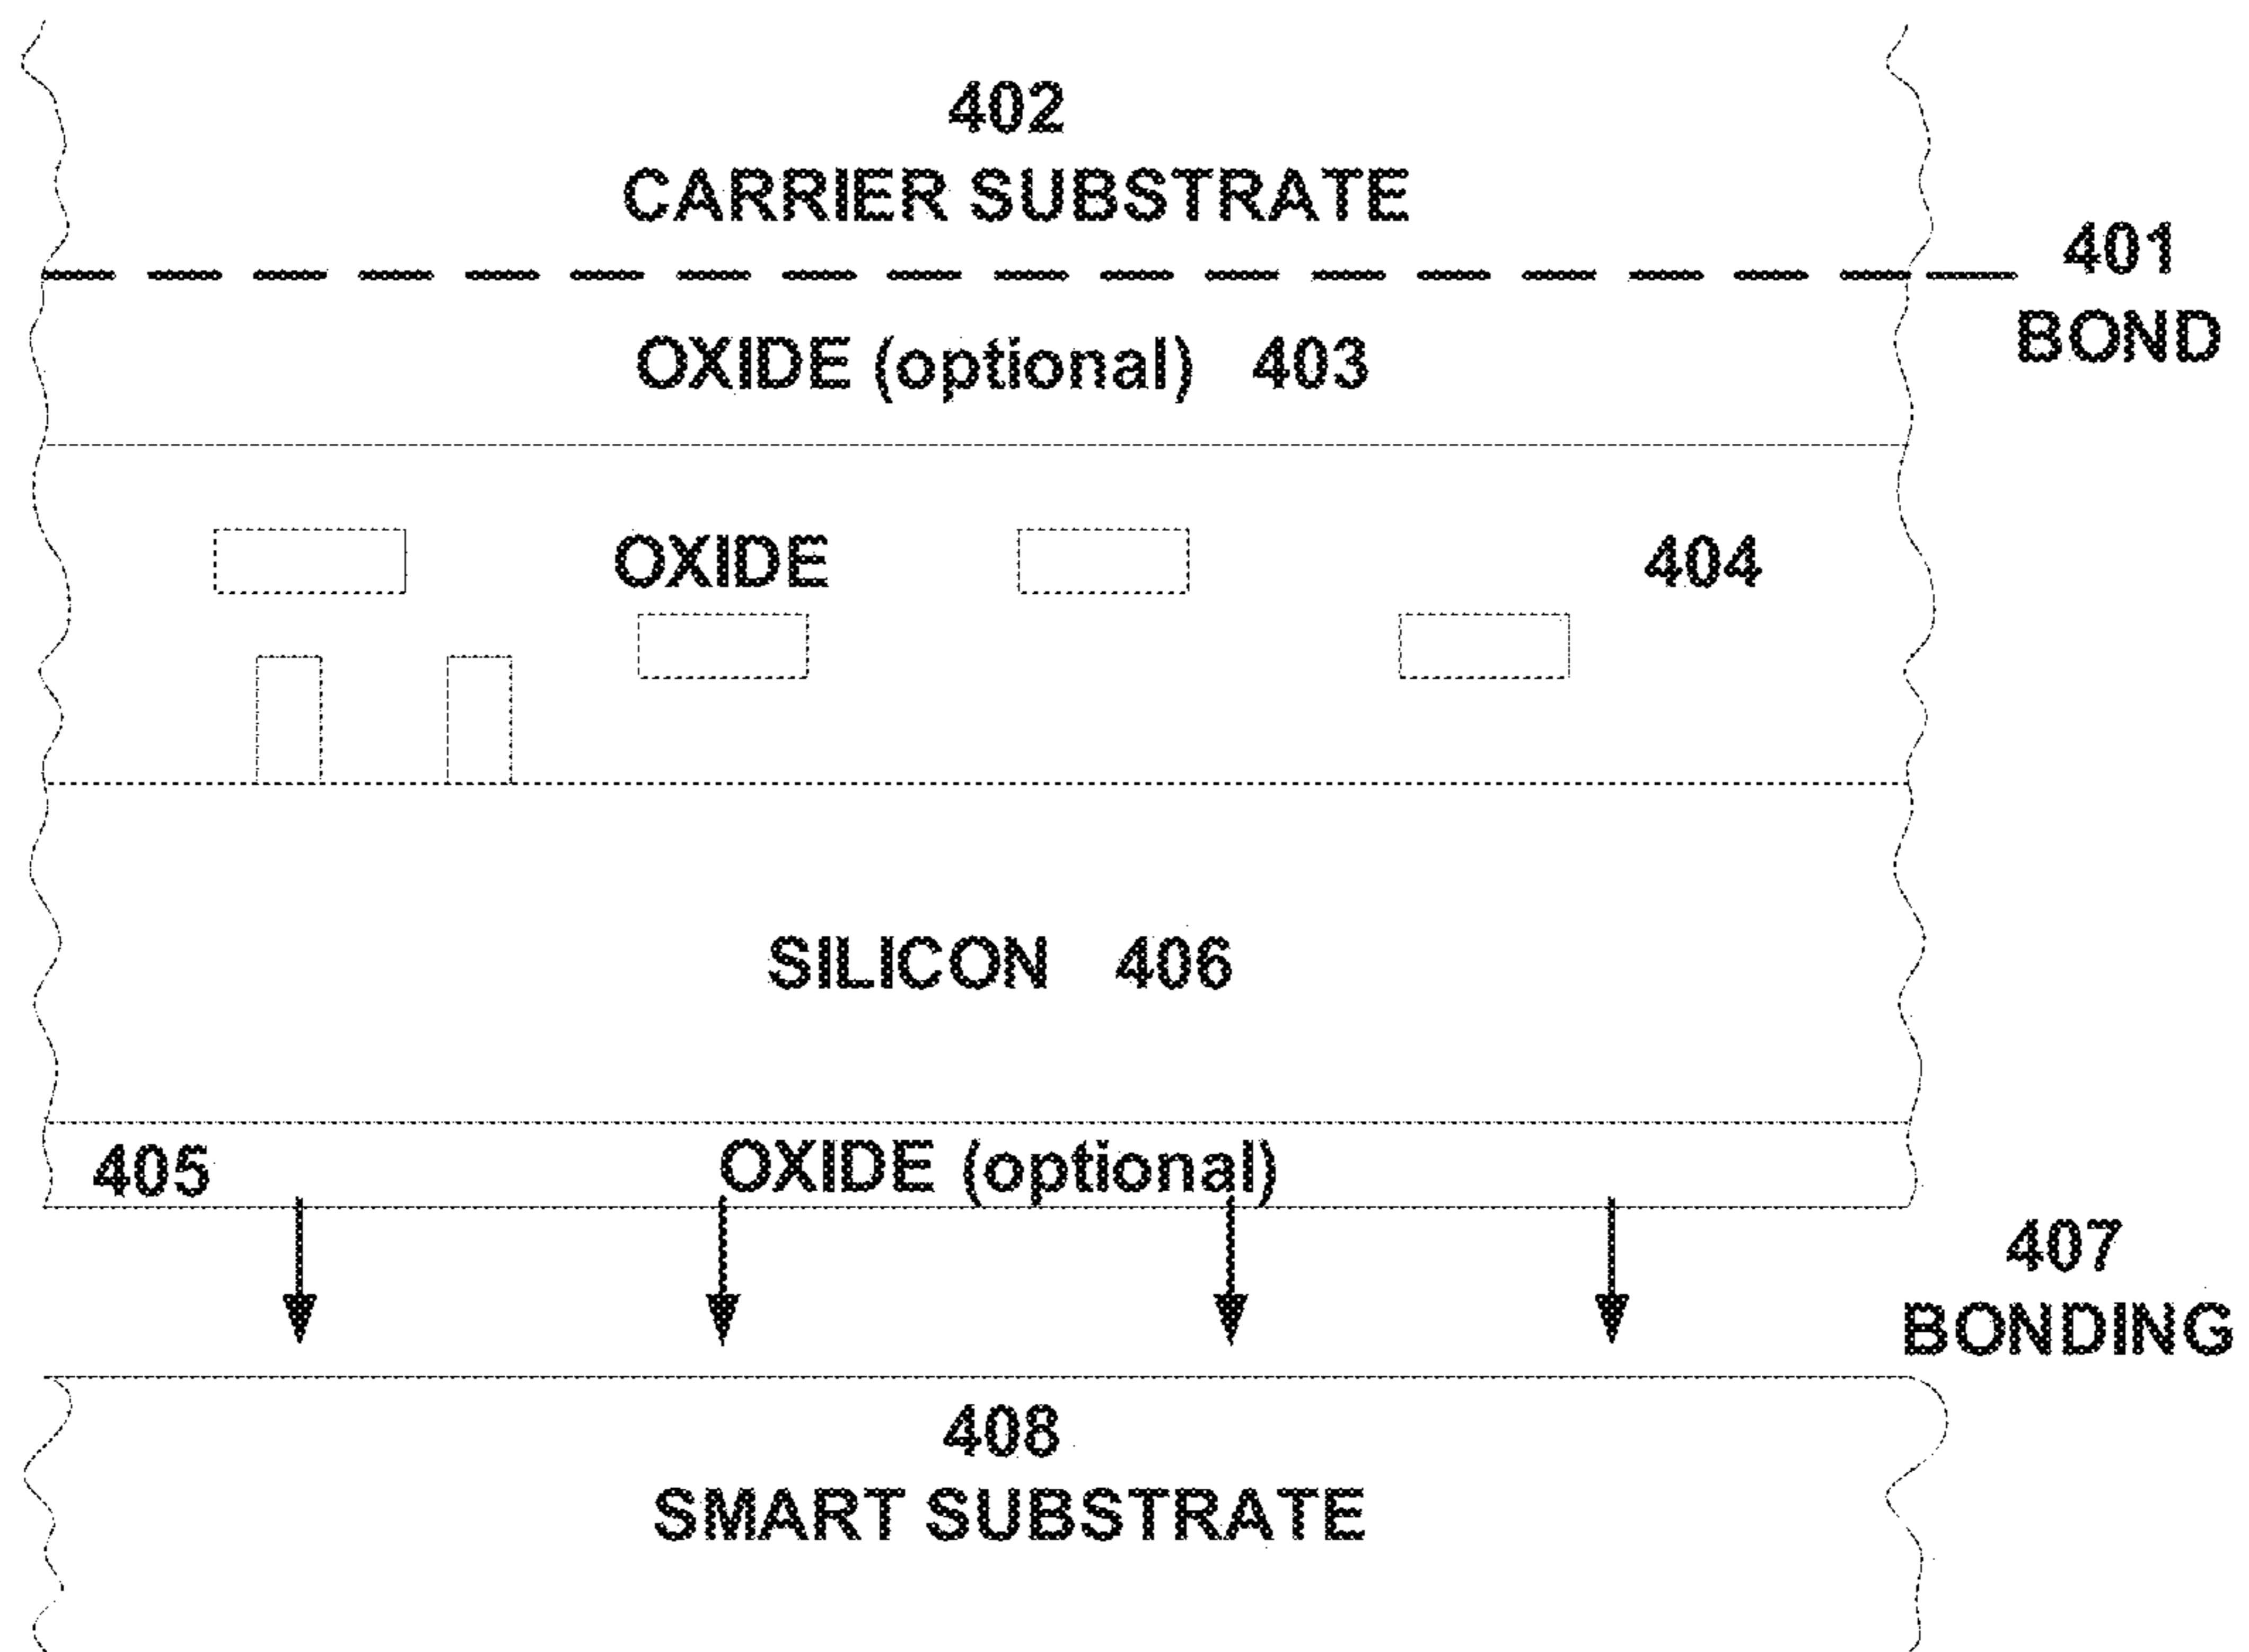 402
CARRIER SUBSTRATE
401
BOND
OXIDE (optional) 403
OXIDE 404
SILICON 406
405 OXIDE (optional)
407
BONDING
408
SMART SUBSTRATE